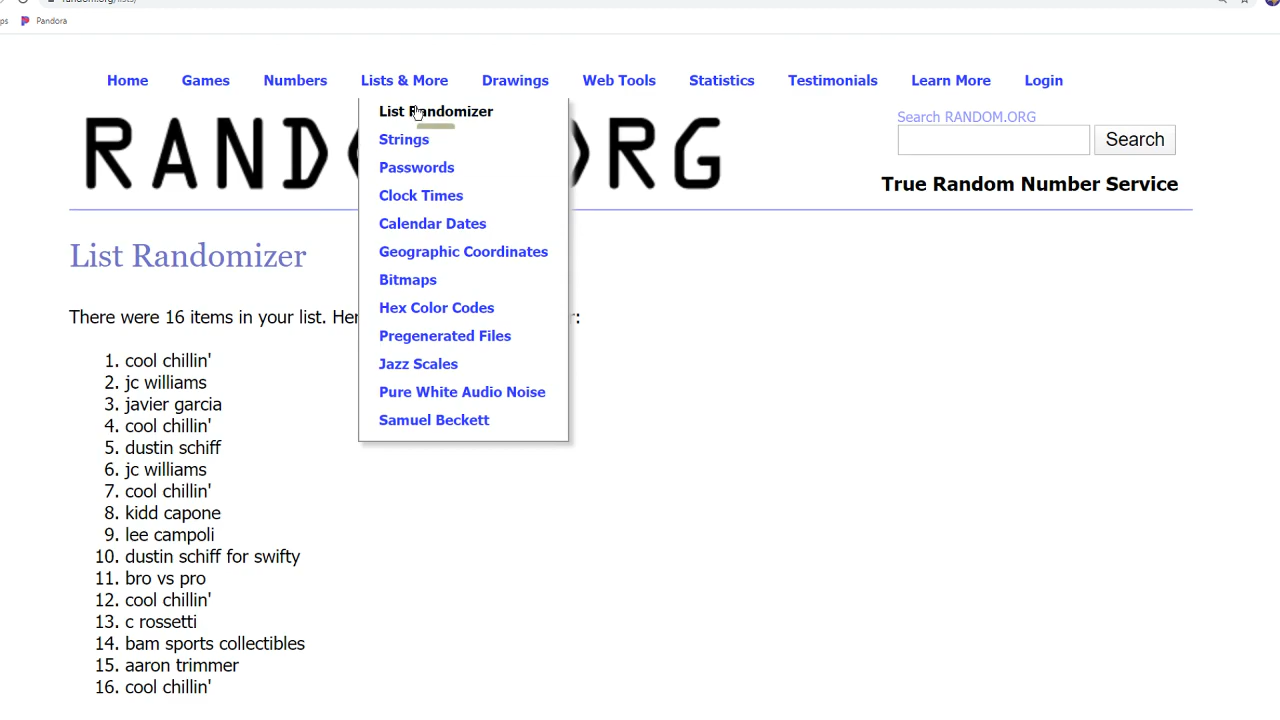 Pandora
Home Games Numbers Lists & More Drawings Web Tools Statistics Testimonials Learn More Login
List Randomizer
Strings
Passwords
Clock Times
Calendar Dates
Geographic Coordinates
Bitmaps
Hex Color Codes
Pregenerated Files
Jazz Scales
Pure White Audio Noise
Samuel Beckett
RAND RG
Search RANDOM.ORG
Search
True Random Number Service
List Randomizer
There were 16 items in your list. Her :
1. cool chillin'
2. jc williams
3. javier garcia
4. cool chillin'
5. dustin schiff
6. jc williams
7. cool chillin'
8. kidd capone
9. lee campoli
10. dustin schiff for swifty
11. bro vs pro
12. cool chillin'
13. c rossetti
14. bam sports collectibles
15. aaron trimmer
16. cool chillin'